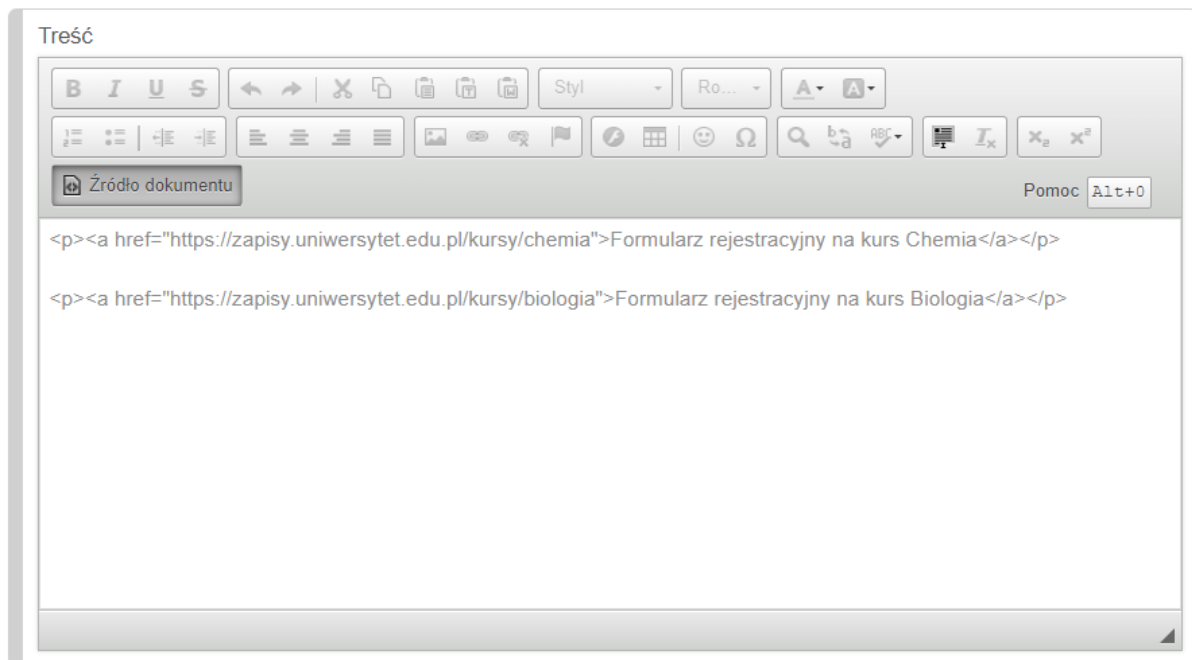 Treść
B I U S Styl Ro... A A
ABC Ω
Źródło dokumentu
Pomoc Alt+0
<p><a href="https://zapisy.uniwersytet.edu.pl/kursy/chemia">Formularz rejestracyjny na kurs Chemia</a></p>
<p><a href="https://zapisy.uniwersytet.edu.pl/kursy/biologia">Formularz rejestracyjny na kurs Biologia</a></p>